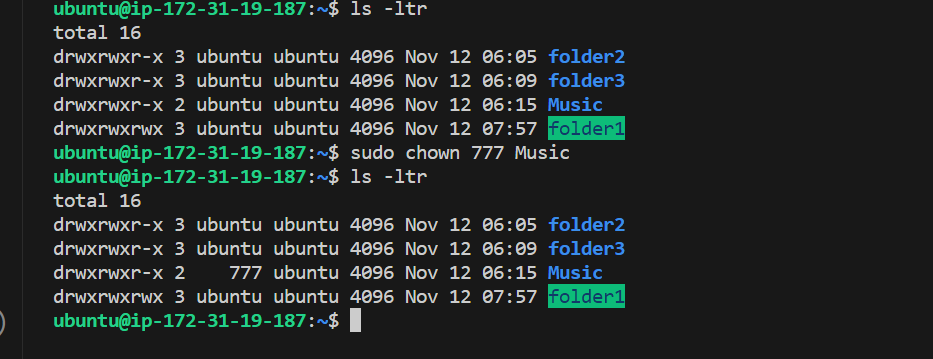 ubuntu@ip-172-31-19-187:~$ ls -ltr
total 16
drwxrwxr-x 3 ubuntu ubuntu 4096 Nov 12 06:05 folder2
drwxrwxr-x 3 ubuntu ubuntu 4096 Nov 12 06:09 folder3
drwxrwxr-x 2 ubuntu ubuntu 4096 Nov 12 06:15 Music
drwxrwxrwx 3 ubuntu ubuntu 4096 Nov 12 07:57 folder1
ubuntu@ip-172-31-19-187:~$ sudo chown 777 Music
ubuntu@ip-172-31-19-187:~$ ls -ltr
total 16
drwxrwxr-x 3 ubuntu ubuntu 4096 Nov 12 06:05 folder2
drwxrwxr-x 3 ubuntu ubuntu 4096 Nov 12 06:09 folder3
drwxrwxr-x 2    777 ubuntu 4096 Nov 12 06:15 Music
drwxrwxrwx 3 ubuntu ubuntu 4096 Nov 12 07:57 folder1
ubuntu@ip-172-31-19-187:~$